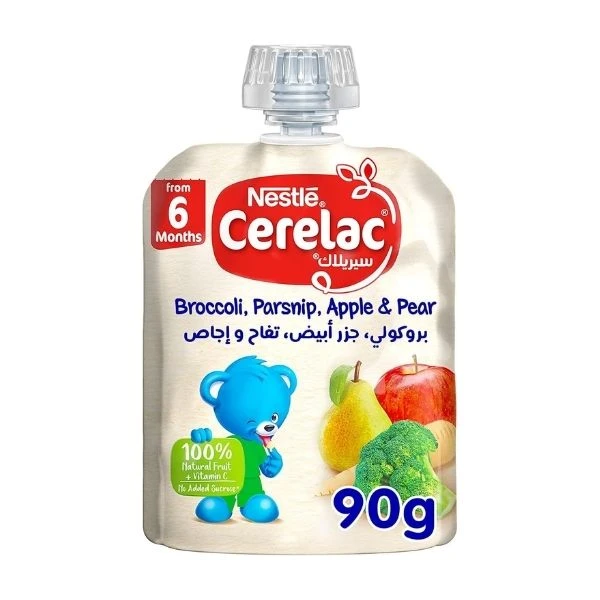 from
6
Months
Nestlé®
Cerelac®
سيريلاك®
Broccoli, Parsnip, Apple & Pear
بروكولي، جزر أبيض، تفاح و إجاص
100%
Natural Fruit
+ Vitamin C
No Added Sucrose*
90g